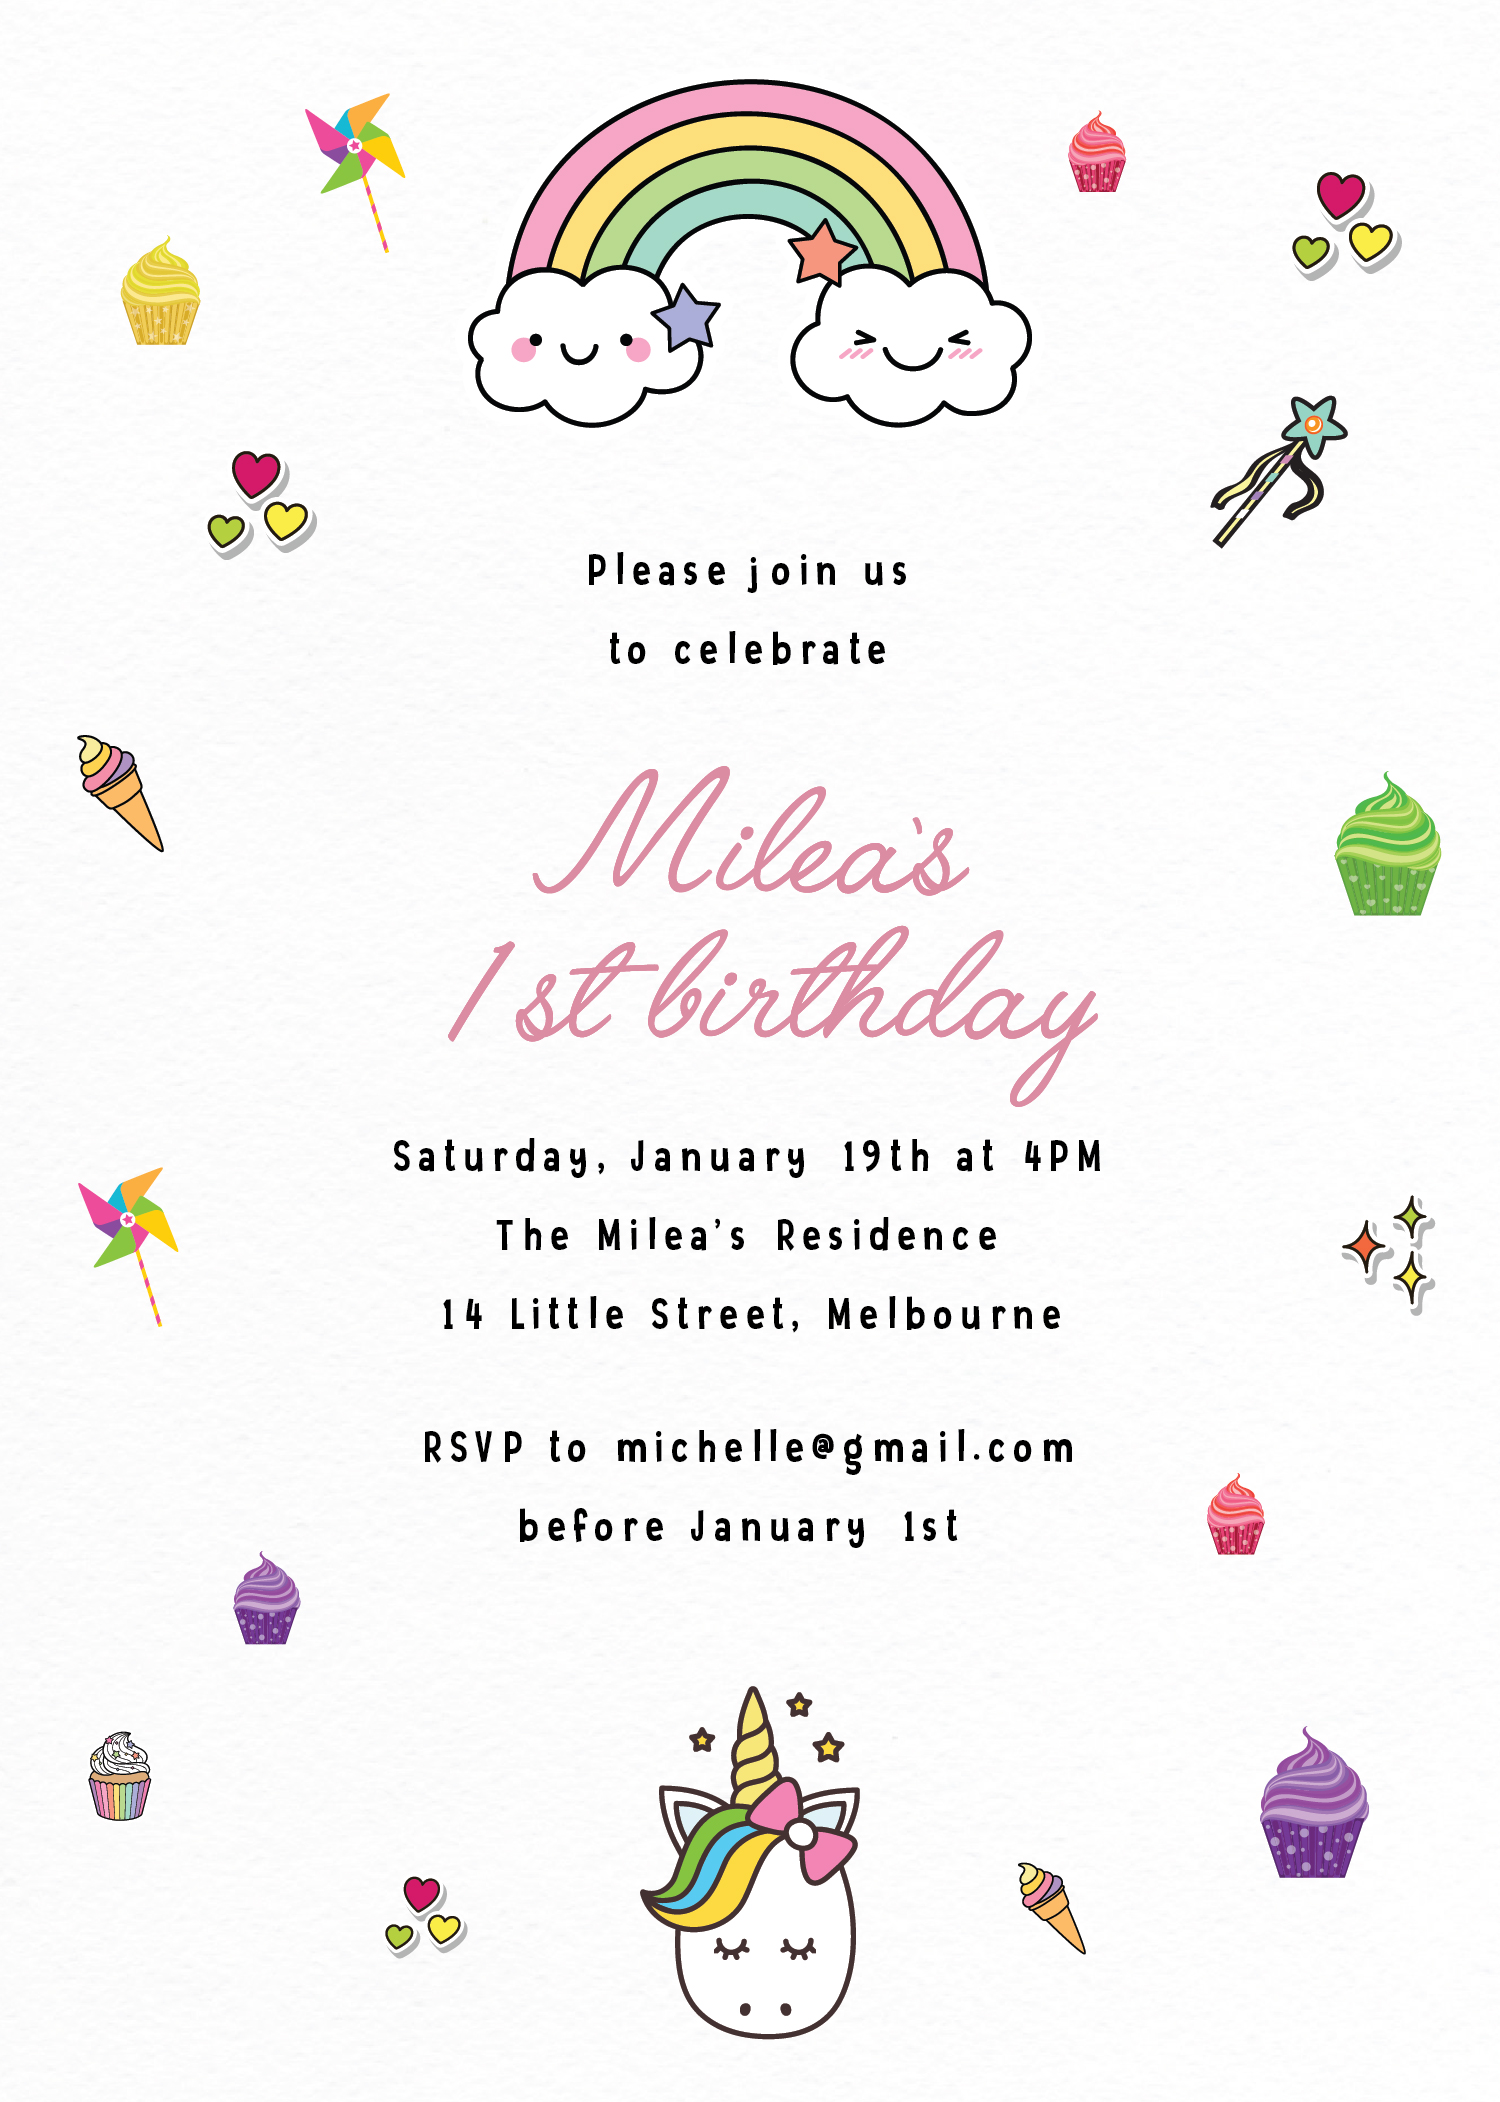 Please join us
to celebrate
Milea's
1st birthday
Saturday, January 19th at 4PM
The Milea's Residence
14 Little Street, Melbourne
RSVP to michelle@gmail.com
before January 1st